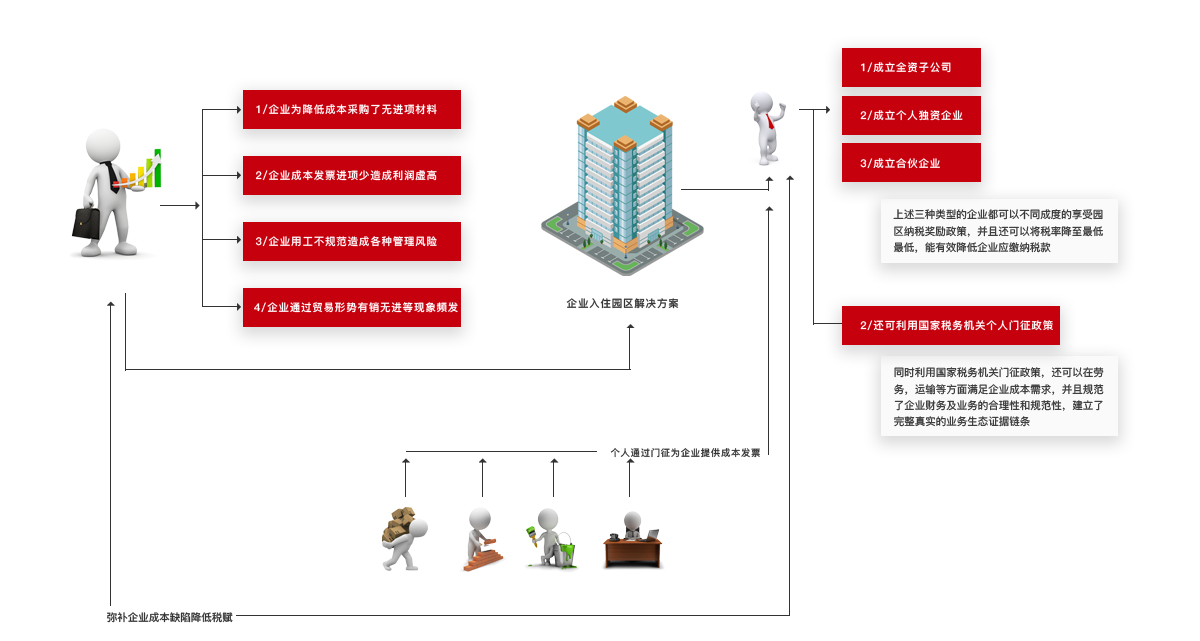 1/企业为降低成本采购了无进项材料
2/企业成本发票进项少造成利润虚高
3/企业用工不规范造成各种管理风险
4/企业通过贸易形势有销无进等现象频发
企业入住园区解决方案
1/成立全资子公司
2/成立个人独资企业
3/成立合伙企业
上述三种类型的企业都可以不同成度的享受园
区纳税奖励政策，并且还可以将税率降至最低
最低，能有效降低企业应缴纳税款
2/还可利用国家税务机关个人门征政策
同时利用国家税务机关门征政策，还可以在劳
务，运输等方面满足企业成本需求，并且规范
了企业财务及业务的合理性和规范性，建立了
完整真实的业务生态证据链条
个人通过门征为企业提供成本发票
弥补企业成本缺陷降低税赋